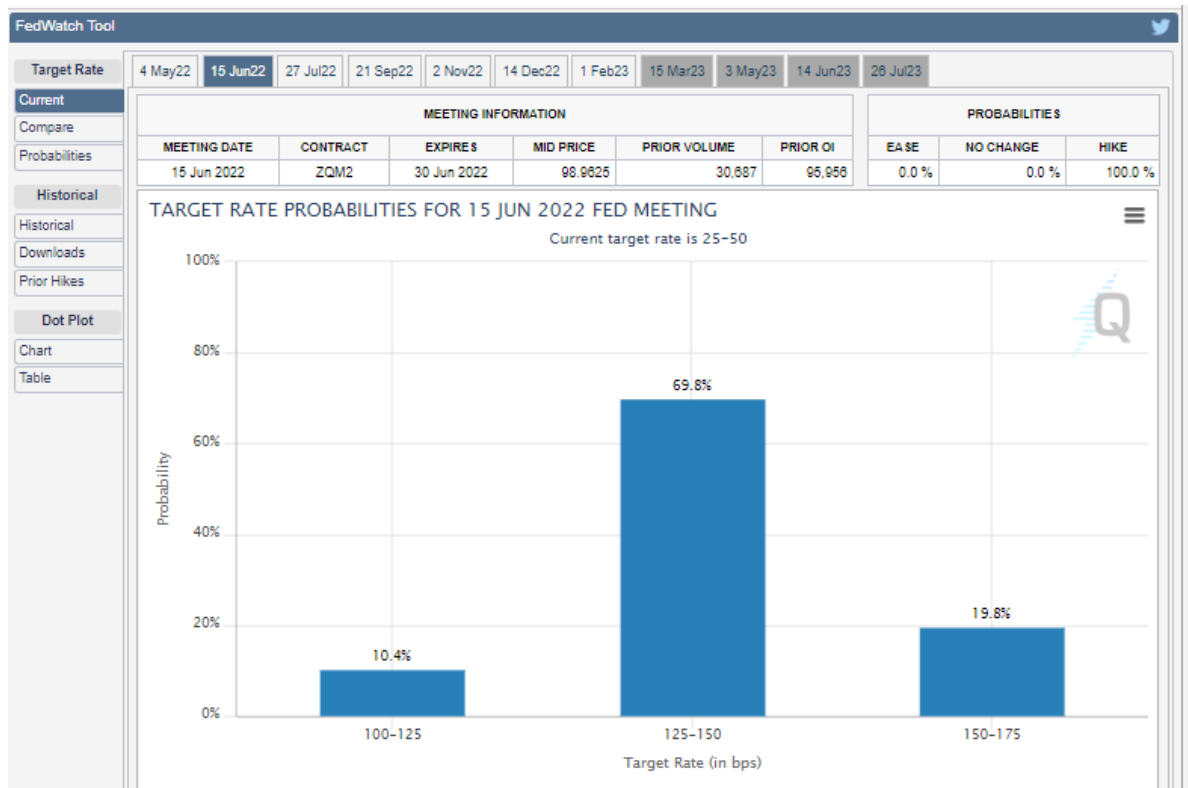 FedWatch Tool
Target Rate
Current
Compare
Probabilities
Historical
Historical
Downloads
Prior Hikes
Dot Plot
Chart
Table
4 May22 15 Jun22 27 Jul22 21 Sep22 2 Nov22 14 Dec22 1 Feb23 15 Mar23 3 May23 14 Jun23 26 Jul23
MEETING INFORMATION
MEETING DATE CONTRACT EXPIRES MID PRICE PRIOR VOLUME PRIOR OI
15 Jun 2022 ZQM2 30 Jun 2022 98.9625 30,687 95,956
PROBABILITIES
EASE NO CHANGE HIKE
0.0 % 0.0 % 100.0 %
TARGET RATE PROBABILITIES FOR 15 JUN 2022 FED MEETING
Current target rate is 25-50
Probability
100%
80%
60%
40%
20%
0%
10.4%
69.8%
19.8%
100-125 125-150 150-175
Target Rate (in bps)
Q